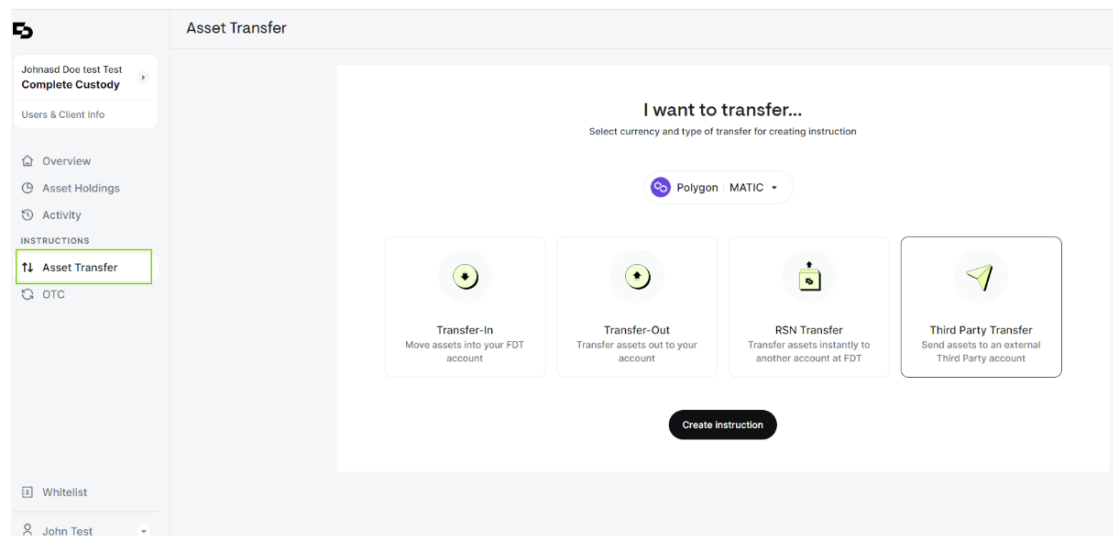 Asset Transfer
Johnasd Doe test Test
Complete Custody
Users & Client Info
Overview
Asset Holdings
Activity
INSTRUCTIONS
Asset Transfer
OTC
Whitelist
John Test
I want to transfer...
Select currency and type of transfer for creating instruction
Polygon MATIC
Transfer-In
Move assets into your FDT
account
Transfer-Out
Transfer assets out to your
account
RSN Transfer
Transfer assets instantly to
another account at FDT
Third Party Transfer
Send assets to an external
Third Party account
Create instruction